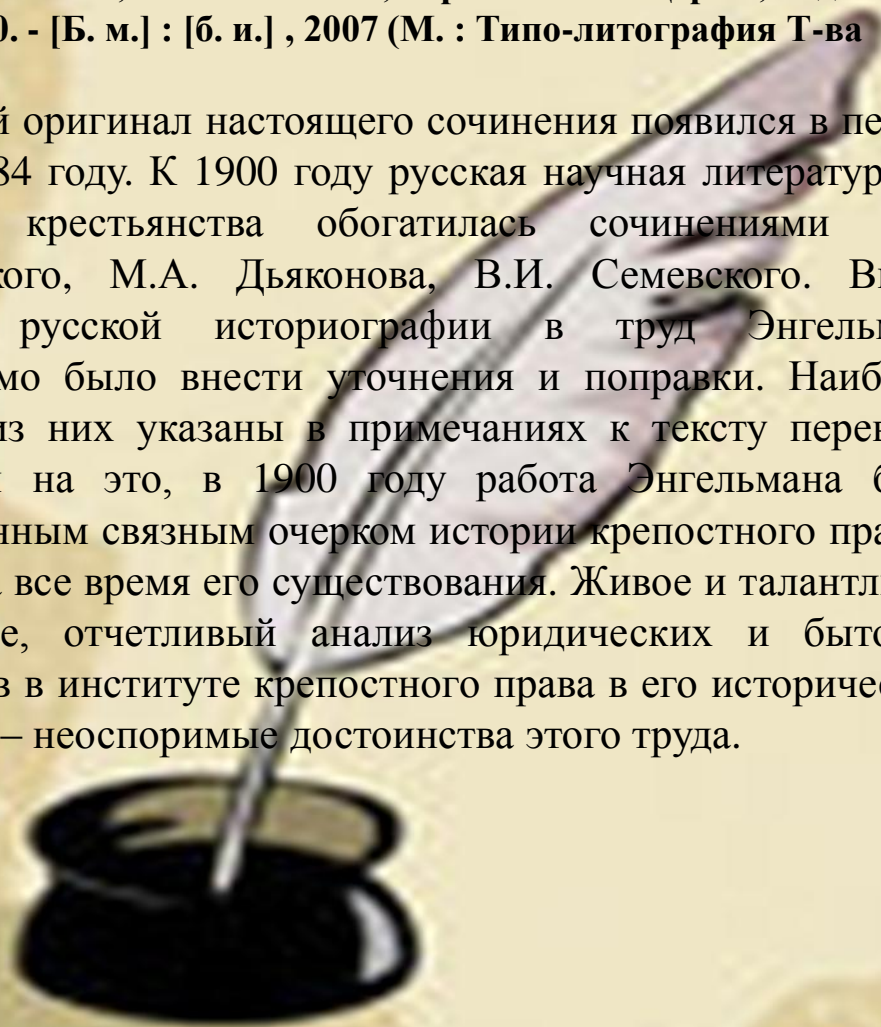 0. - [Б. м.] : [б. и.] , 2007 (М. : Типо-литография Т-ва
й оригинал настоящего сочинения появился в пе
84 году. К 1900 году русская научная литератур
крестьянства обогатилась сочинениями
кого, М.А. Дьяконова, В.И. Семевского. В
русской историографии в труд Энгельм
мо было внести уточнения и поправки. Наиб
из них указаны в примечаниях к тексту перев
на это, в 1900 году работа Энгельмана б
нным связным очерком истории крепостного пра
все время его существования. Живое и талантл
е, отчетливый анализ юридических и быто
в в институте крепостного права в его историчес
– неоспоримые достоинства этого труда.